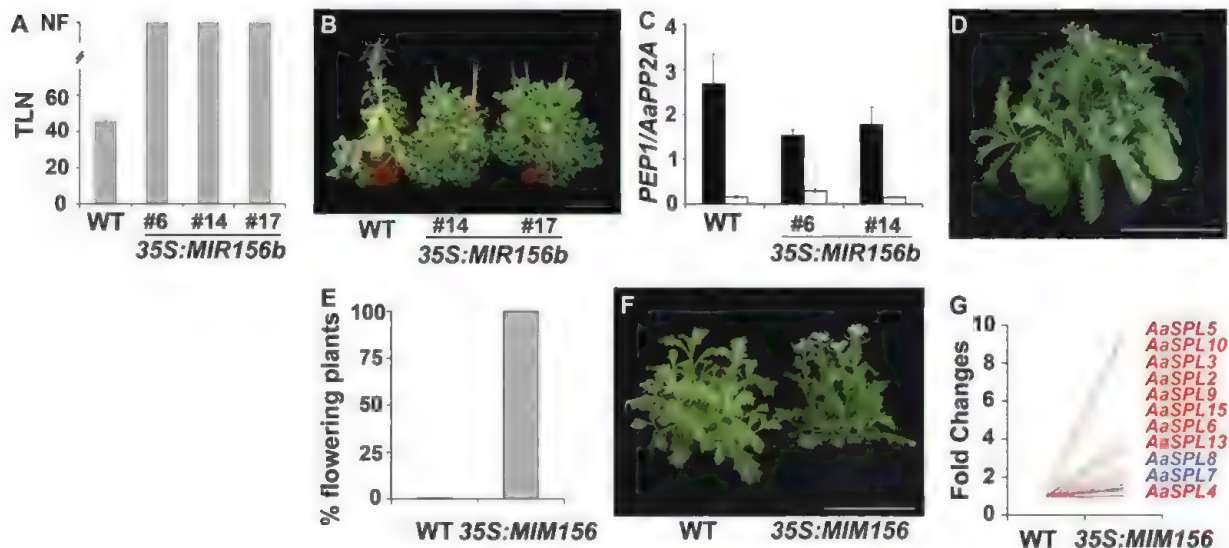 A
TLN
NF
60
40
20
0
WT #6 #14 #17
35S:MIR156b
B
WT #14 #17
35S:MIR156b
C
PEP1/AaPP2A
4
3
2
1
0
WT #6 #14
35S:MIR156b
D
E
% flowering plants
100
75
50
25
0
WT 35S:MIM156
F
WT 35S:MIM156
G
Fold Changes
10
8
6
4
2
0
WT 35S:MIM156
AaSPL5
AaSPL10
AaSPL3
AaSPL2
AaSPL9
AaSPL15
AaSPL6
AaSPL13
AaSPL8
AaSPL7
AaSPL4